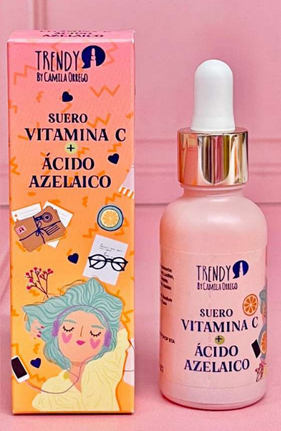 TRENDY
BY CAMILA ORREGO
SUERO
VITAMINA C
+
ÁCIDO
AZELAICO
TRENDY
BY CAMILA ORREGO
SUERO
VITAMINA C
+
ÁCIDO
AZELAICO